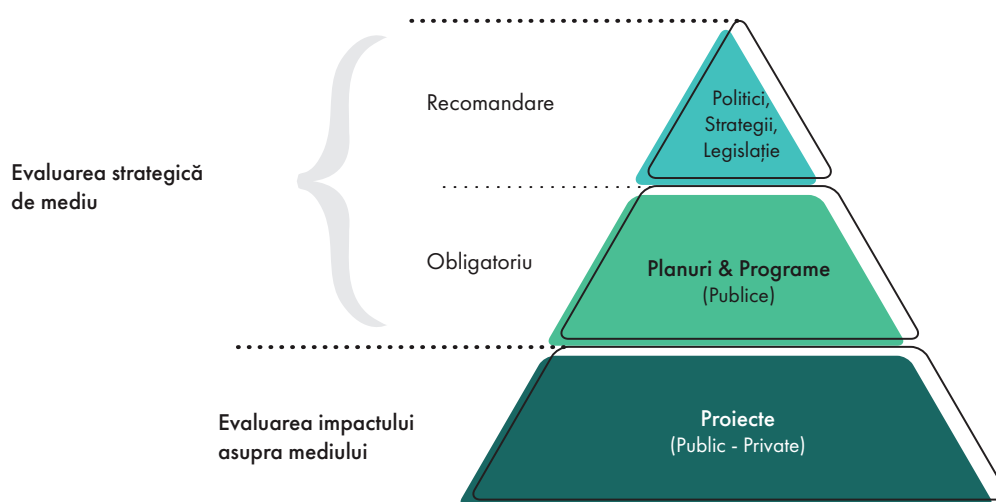 Recomandare
Politici,
Strategii,
Legislație
Evaluarea strategică
de mediu
Obligatoriu
Planuri & Programe
(Publice)
Evaluarea impactului
asupra mediului
Proiecte
(Public - Private)